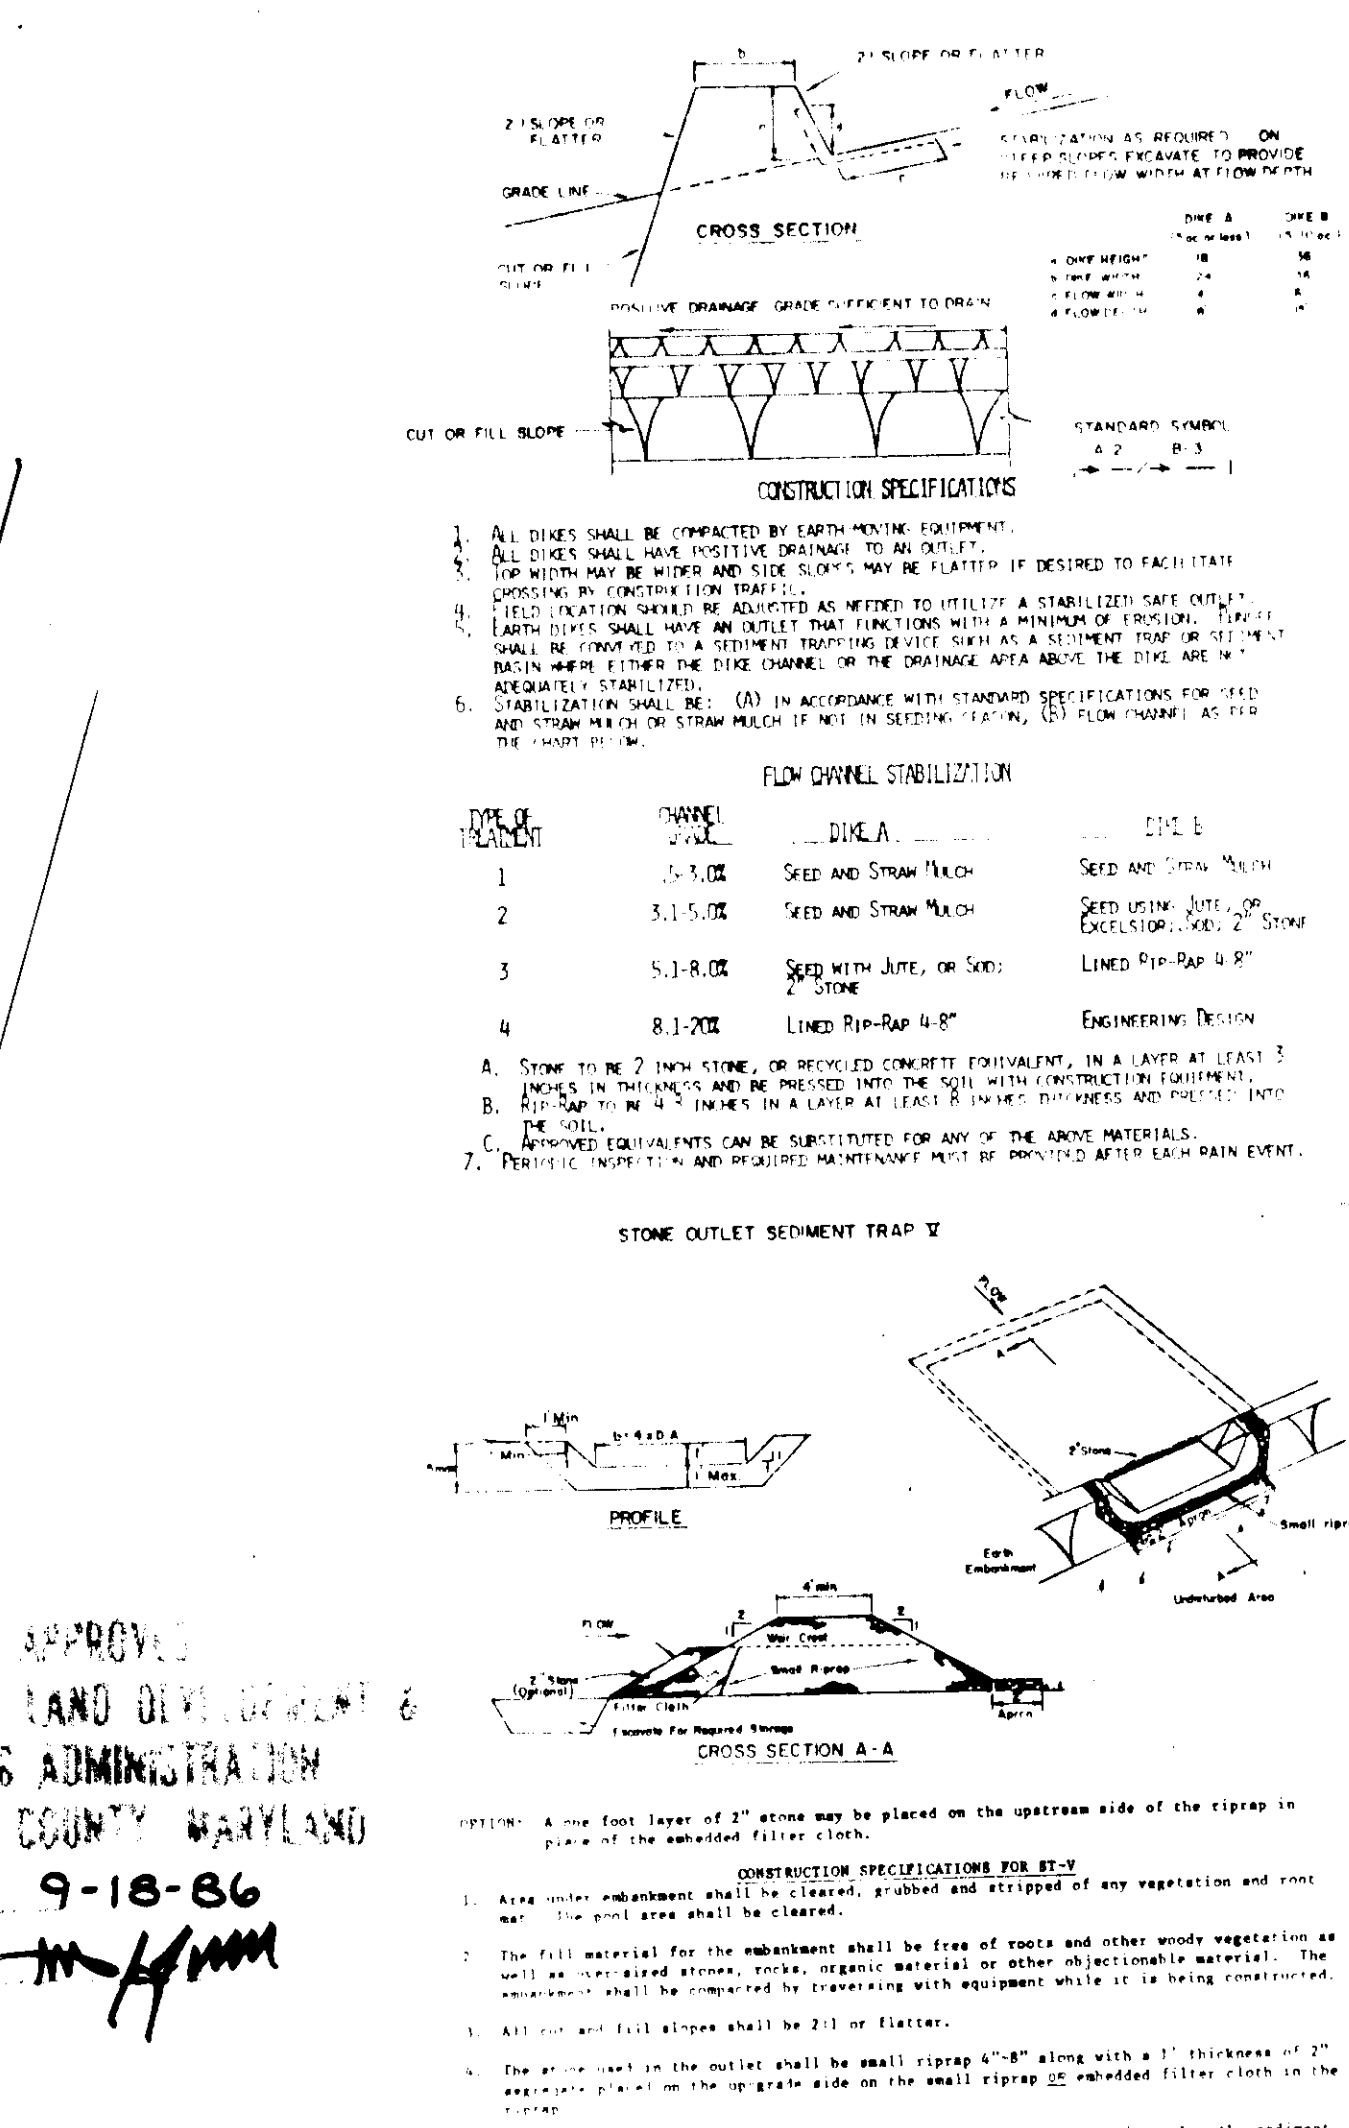 b
2:1 SLOPE OR FLATTER
FLOW
2:1 SLOPE OR
FLATTER
STABILIZATION AS REQUIRED ON
STEEP SLOPES EXCAVATE TO PROVIDE
REQUIRED FLOW WIDTH AT FLOW DEPTH
GRADE LINE
CROSS SECTION
CUT OR FILL
SLOPE
DIKE A DIKE B
(5 ac or less) (5-10 ac)
a DIKE HEIGHT 18 36
b DIKE WIDTH 24 36
c FLOW WIDTH 4 6
d FLOW DEPTH 8
POSITIVE DRAINAGE GRADE SUFFICIENT TO DRAIN
CUT OR FILL SLOPE
STANDARD SYMBOL
A-2 B-3
CONSTRUCTION SPECIFICATIONS
1. ALL DIKES SHALL BE COMPACTED BY EARTH-MOVING EQUIPMENT.
2. ALL DIKES SHALL HAVE POSITIVE DRAINAGE TO AN OUTLET.
3. TOP WIDTH MAY BE WIDER AND SIDE SLOPES MAY BE FLATTER IF DESIRED TO FACILITATE
CROSSING BY CONSTRUCTION TRAFFIC.
4. FIELD LOCATION SHOULD BE ADJUSTED AS NEEDED TO UTILIZE A STABILIZED SAFE OUTLET.
5. EARTH DIKES SHALL HAVE AN OUTLET THAT FUNCTIONS WITH A MINIMUM OF EROSION. RUNOFF
SHALL BE CONVEYED TO A SEDIMENT TRAPPING DEVICE SUCH AS A SEDIMENT TRAP OR SEDIMENT
BASIN WHERE EITHER THE DIKE CHANNEL OR THE DRAINAGE AREA ABOVE THE DIKE ARE NOT
ADEQUATELY STABILIZED.
6. STABILIZATION SHALL BE: (A) IN ACCORDANCE WITH STANDARD SPECIFICATIONS FOR SEED
AND STRAW MULCH OR STRAW MULCH IF NOT IN SEEDING SEASON, (B) FLOW CHANNEL AS PER
THE CHART BELOW.
FLOW CHANNEL STABILIZATION
TYPE OF CHANNEL
TREATMENT GRADE DIKE A DIKE B
1 .5-3.0% SEED AND STRAW MULCH SEED AND STRAW MULCH
2 3.1-5.0% SEED AND STRAW MULCH SEED USING JUTE, OR
EXCELSIOR; SOD; 2" STONE
3 5.1-8.0% SEED WITH JUTE, OR SOD; LINED RIP-RAP 4-8"
2" STONE
4 8.1-20% LINED RIP-RAP 4-8" ENGINEERING DESIGN
A. STONE TO BE 2 INCH STONE, OR RECYCLED CONCRETE EQUIVALENT, IN A LAYER AT LEAST 3
INCHES IN THICKNESS AND BE PRESSED INTO THE SOIL WITH CONSTRUCTION EQUIPMENT.
B. RIP-RAP TO BE 4-8 INCHES IN A LAYER AT LEAST 8 INCHES THICKNESS AND PRESSED INTO
THE SOIL.
C. APPROVED EQUIVALENTS CAN BE SUBSTITUTED FOR ANY OF THE ABOVE MATERIALS.
7. PERIODIC INSPECTION AND REQUIRED MAINTENANCE MUST BE PROVIDED AFTER EACH RAIN EVENT.
STONE OUTLET SEDIMENT TRAP V
FLOW
A
1' Min
b=4xD.A.
Min
1' Max.
PROFILE
2" Stone
Apron
Small ripr
Earth
Embankment
A
Undisturbed Area
4' min
FLOW
2
2
1
Weir Crest
2" Stone
(Optional)
Small Riprap
Filter Cloth
2'
Apron
Excavate For Required Storage
CROSS SECTION A-A
APPROVED
LAND DEVELOPMENT &
S ADMINISTRATION
COUNTY MARYLAND
9-18-86
OPTION: A one foot layer of 2" stone may be placed on the upstream side of the riprap in
place of the embedded filter cloth.
CONSTRUCTION SPECIFICATIONS FOR ST-V
1. Area under embankment shall be cleared, grubbed and stripped of any vegetation and root
mat. The pool area shall be cleared.
2. The fill material for the embankment shall be free of roots and other woody vegetation as
well as over-sized stones, rocks, organic material or other objectionable material. The
embankment shall be compacted by traversing with equipment while it is being constructed.
3. All cut and fill slopes shall be 2:1 or flatter.
4. The stone used in the outlet shall be small riprap 4"-8" along with a 1' thickness of 2"
aggregate placed on the up-grade side on the small riprap OR embedded filter cloth in the
riprap